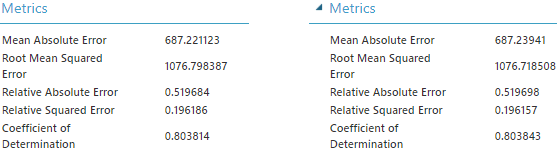 Metrics
Mean Absolute Error 687.221123
Root Mean Squared
Error 1076.798387
Relative Absolute Error 0.519684
Relative Squared Error 0.196186
Coefficient of
Determination 0.803814
Metrics
Mean Absolute Error 687.23941
Root Mean Squared
Error 1076.718508
Relative Absolute Error 0.519698
Relative Squared Error 0.196157
Coefficient of
Determination 0.803843